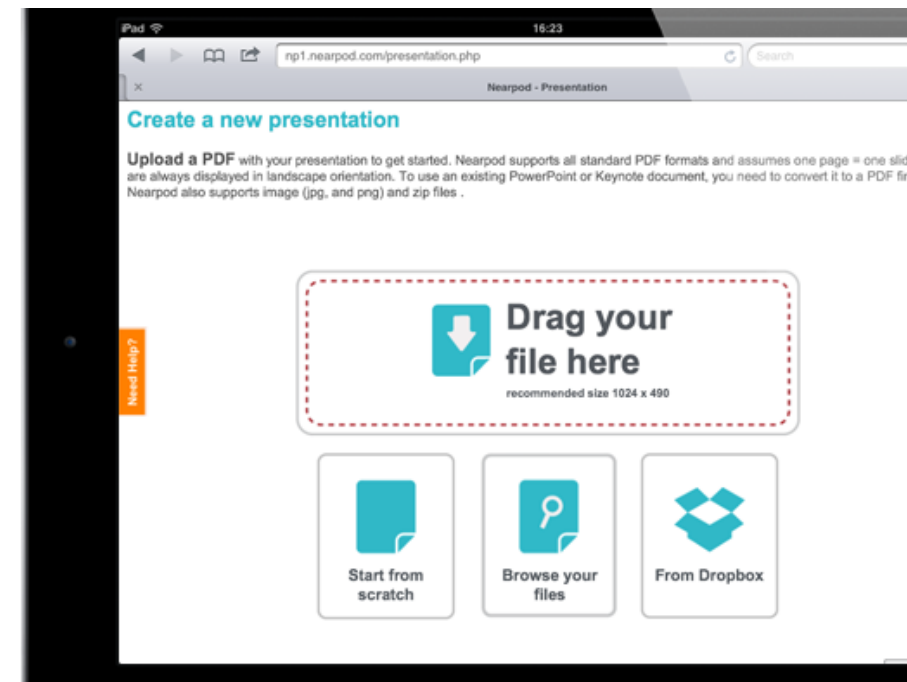 iPad 16:23
np1.nearpod.com/presentation.php Search
× Nearpod - Presentation
Create a new presentation
Upload a PDF with your presentation to get started. Nearpod supports all standard PDF formats and assumes one page = one
are always displayed in landscape orientation. To use an existing PowerPoint or Keynote document, you need to convert it to a PDF
Nearpod also supports image (jpg, and png) and zip files .
Need Help?
Drag your
file here
recommended size 1024 x 490
Start from
scratch
Browse your
files
From Dropbox